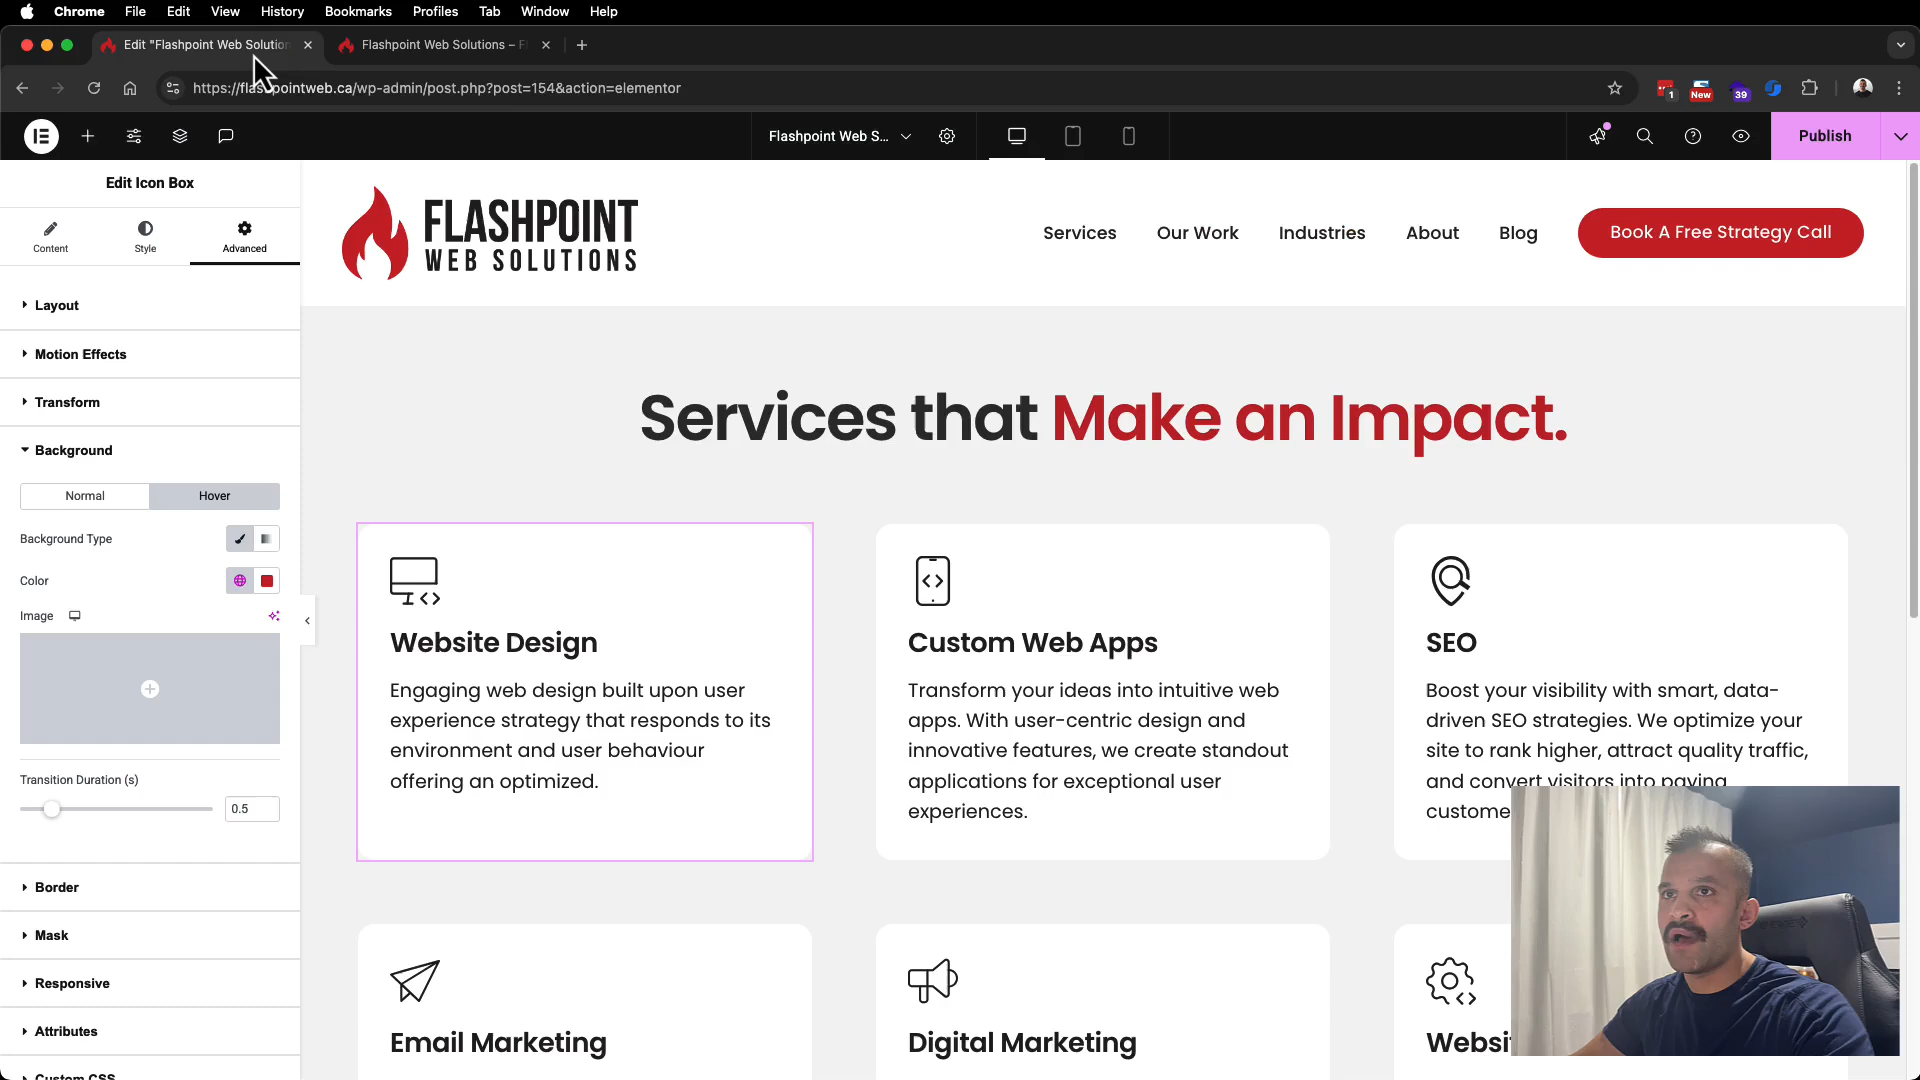 Chrome File Edit View History Bookmarks Profiles Tab Window Help
Edit "Flashpoint Web Solution
Flashpoint Web Solutions – F
https://flashpointweb.ca/wp-admin/post.php?post=154&action=elementor
1
New
39
Flashpoint Web S...
Publish
Edit Icon Box
Content
Style
Advanced
Layout
Motion Effects
Transform
Background
Normal
Hover
Background Type
Color
Image
Transition Duration (s)
0.5
Border
Mask
Responsive
Attributes
Custom CSS
FLASHPOINT
WEB SOLUTIONS
Services
Our Work
Industries
About
Blog
Book A Free Strategy Call
Services that Make an Impact.
Website Design
Engaging web design built upon user
experience strategy that responds to its
environment and user behaviour
offering an optimized.
Custom Web Apps
Transform your ideas into intuitive web
apps. With user-centric design and
innovative features, we create standout
applications for exceptional user
experiences.
SEO
Boost your visibility with smart, data-
driven SEO strategies. We optimize your
site to rank higher, attract quality traffic,
and convert visitors into paying
custome
Email Marketing
Digital Marketing
Websi